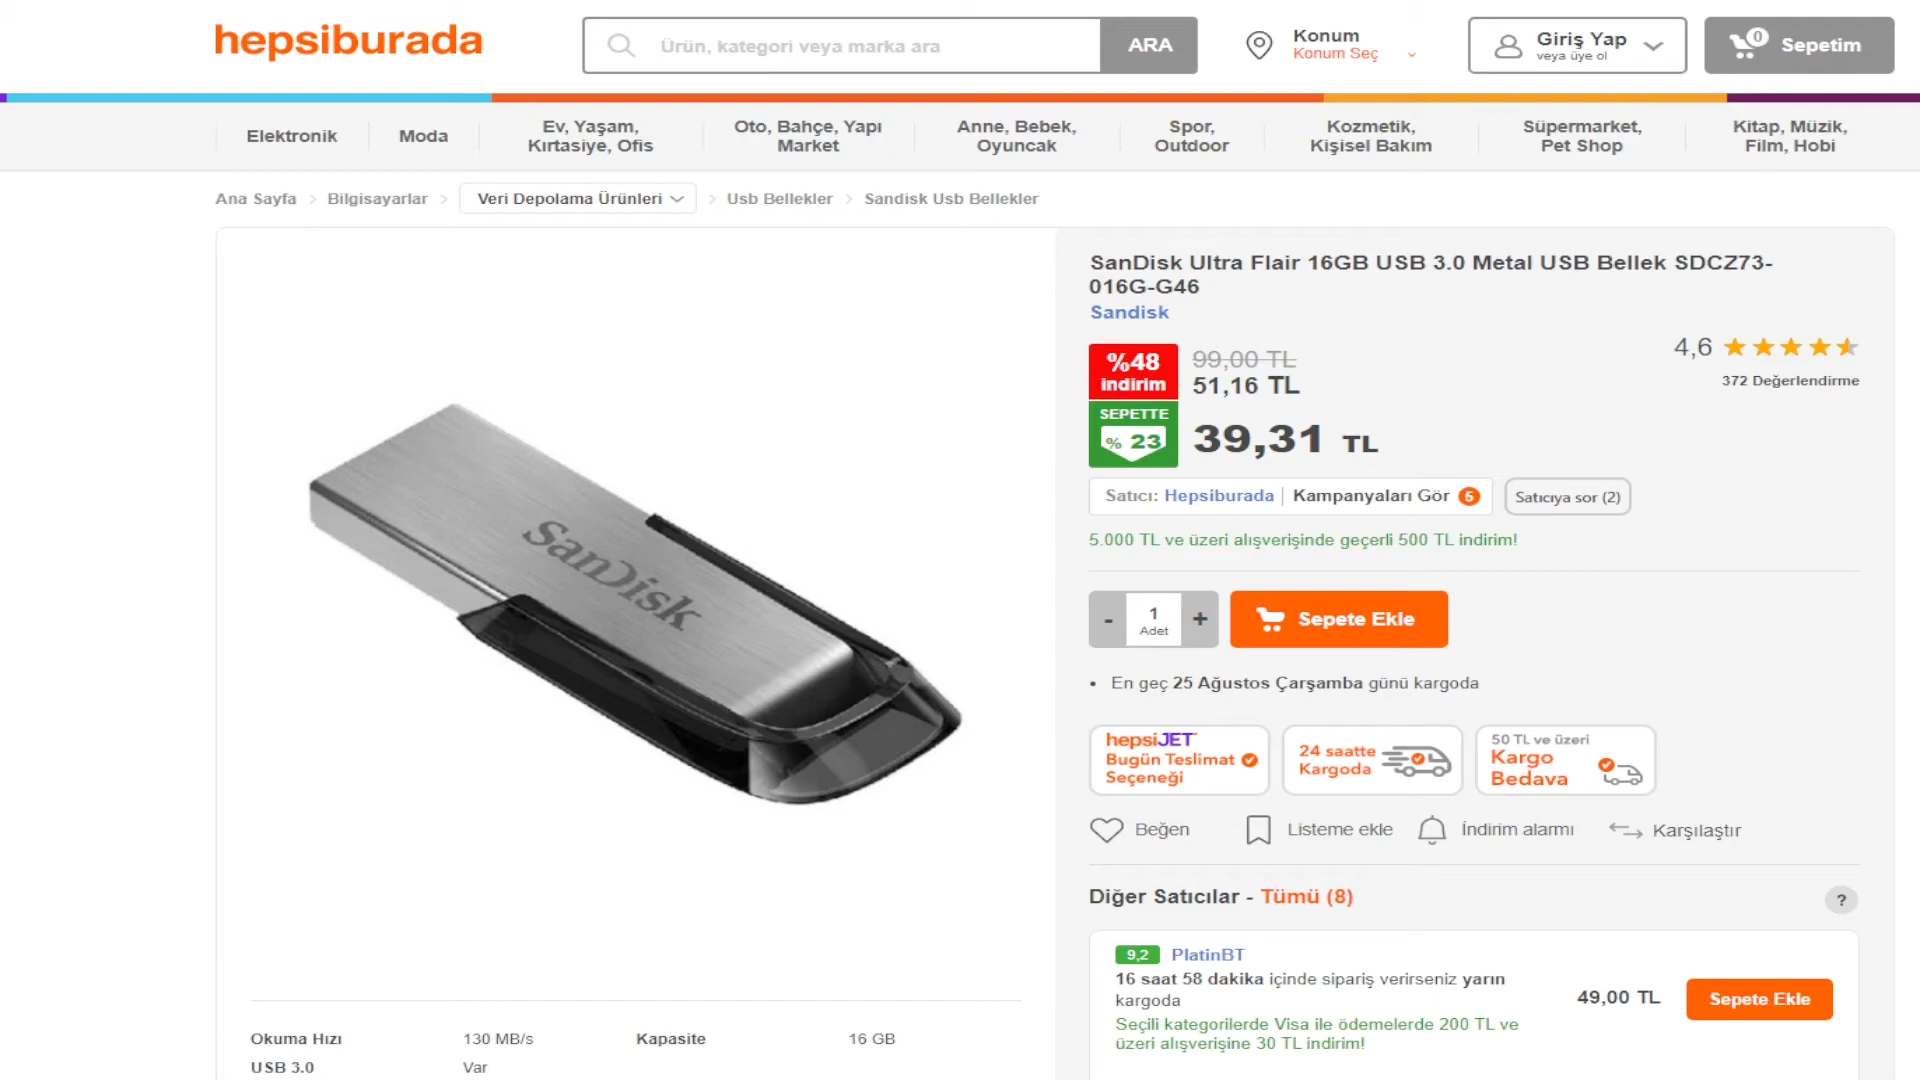 hepsiburada
Ürün, kategori veya marka ara
ARA
Konum
Konum Seç
Giriş Yap
veya üye ol
0
Sepetim
Elektronik
Moda
Ev, Yaşam,
Kırtasiye, Ofis
Oto, Bahçe, Yapı
Market
Anne, Bebek,
Oyuncak
Spor,
Outdoor
Kozmetik,
Kişisel Bakım
Süpermarket,
Pet Shop
Kitap, Müzik,
Film, Hobi
Ana Sayfa > Bilgisayarlar > Veri Depolama Ürünleri > Usb Bellekler > Sandisk Usb Bellekler
SanDisk
SanDisk Ultra Flair 16GB USB 3.0 Metal USB Bellek SDCZ73-
016G-G46
Sandisk
4,6
372 Değerlendirme
%48
indirim
99,00 TL
51,16 TL
SEPETTE
% 23
39,31 TL
Satıcı: Hepsiburada | Kampanyaları Gör 5
Satıcıya sor (2)
5.000 TL ve üzeri alışverişinde geçerli 500 TL indirim!
- 1 +
Adet
Sepete Ekle
• En geç 25 Ağustos Çarşamba günü kargoda
hepsiJET
Bugün Teslimat
Seçeneği
24 saatte
Kargoda
50 TL ve üzeri
Kargo
Bedava
Beğen
Listeme ekle
İndirim alarmı
Karşılaştır
Diğer Satıcılar - Tümü (8)
?
9,2 PlatinBT
16 saat 58 dakika içinde sipariş verirseniz yarın
kargoda
Seçili kategorilerde Visa ile ödemelerde 200 TL ve
üzeri alışverişine 30 TL indirim!
49,00 TL
Sepete Ekle
Okuma Hızı 130 MB/s Kapasite 16 GB
USB 3.0 Var